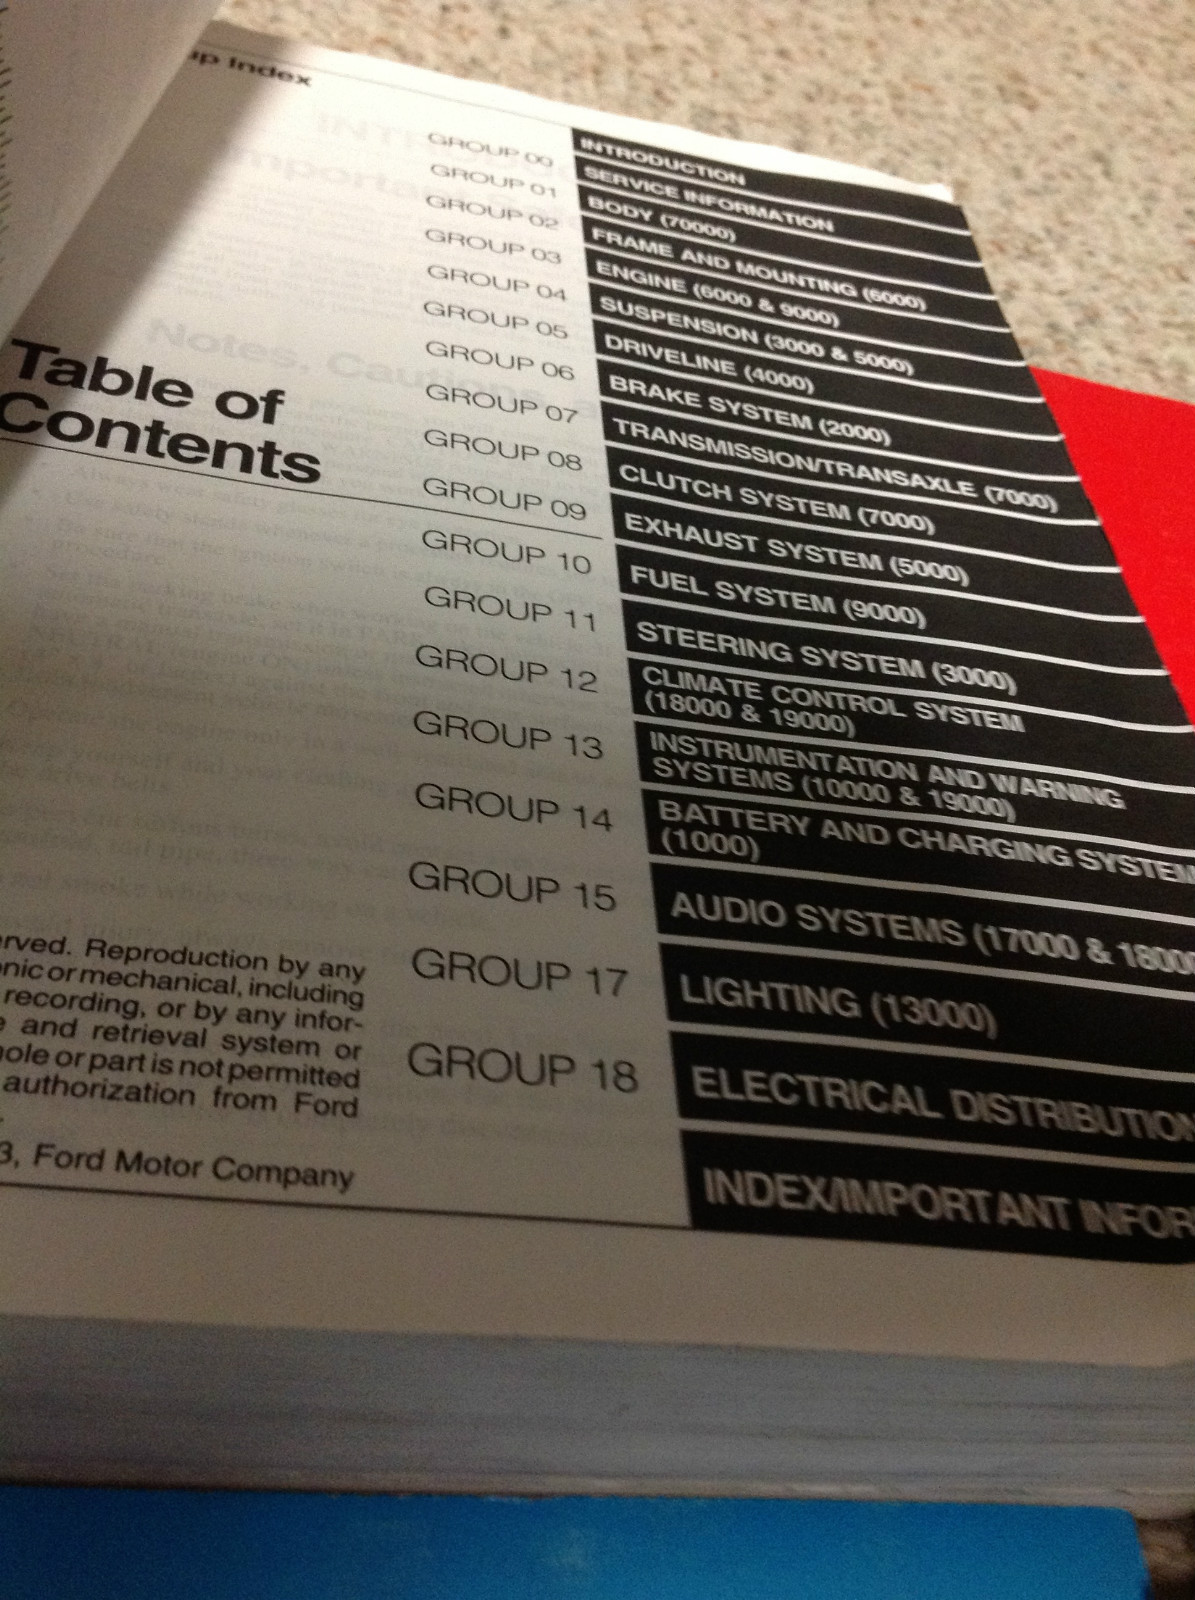 up Index
Table of
Contents
GROUP 00 INTRODUCTION
GROUP 01 SERVICE INFORMATION
GROUP 02 BODY (70000)
GROUP 03 FRAME AND MOUNTING (6000)
GROUP 04 ENGINE (6000 & 9000)
GROUP 05 SUSPENSION (3000 & 5000)
GROUP 06 DRIVELINE (4000)
GROUP 07 BRAKE SYSTEM (2000)
GROUP 08 TRANSMISSION/TRANSAXLE (7000)
GROUP 09 CLUTCH SYSTEM (7000)
GROUP 10 EXHAUST SYSTEM (5000)
GROUP 11 FUEL SYSTEM (9000)
GROUP 12 STEERING SYSTEM (3000)
GROUP 13 CLIMATE CONTROL SYSTEM
(18000 & 19000)
GROUP 14 INSTRUMENTATION AND WARNING
SYSTEMS (10000 & 19000)
GROUP 15 BATTERY AND CHARGING SYSTEM
(1000)
GROUP 17 AUDIO SYSTEMS (17000 & 18000
GROUP 18 LIGHTING (13000)
ELECTRICAL DISTRIBUTION
INDEX/IMPORTANT INFOR
rved. Reproduction by any
onic or mechanical, including
recording, or by any infor-
e and retrieval system or
hole or part is not permitted
authorization from Ford
3, Ford Motor Company